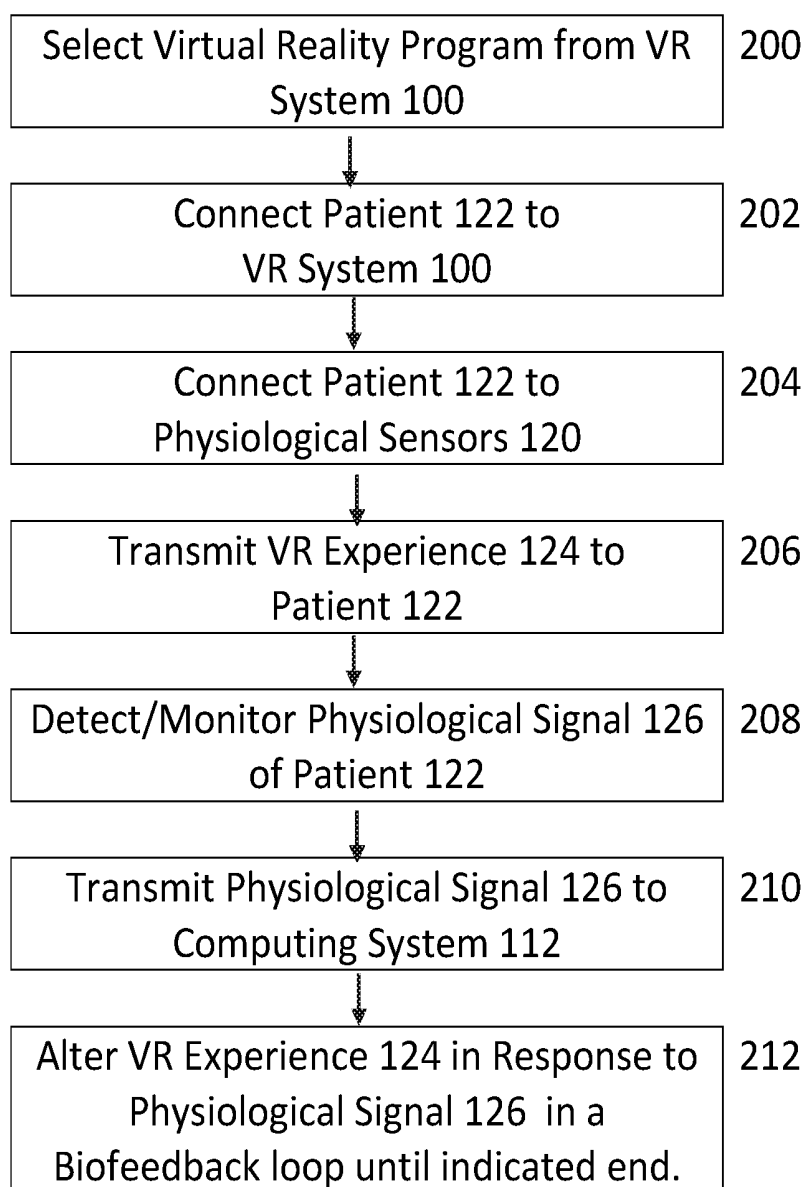 Select Virtual Reality Program from VR 200
System 100
Connect Patient 122 to 202
VR System 100
Connect Patient 122 to 204
Physiological Sensors 120
Transmit VR Experience 124 to 206
Patient 122
Detect/Monitor Physiological Signal 126 208
of Patient 122
Transmit Physiological Signal 126 to 210
Computing System 112
Alter VR Experience 124 in Response to 212
Physiological Signal 126 in a
Biofeedback loop until indicated end.